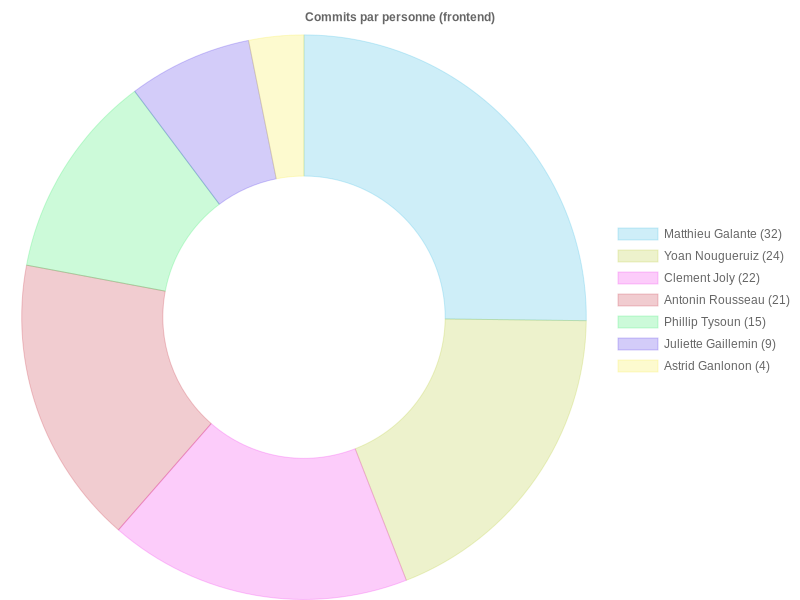 Commits par personne (frontend)
Matthieu Galante (32)
Yoan Nougueruiz (24)
Clement Joly (22)
Antonin Rousseau (21)
Phillip Tysoun (15)
Juliette Gaillemin (9)
Astrid Ganlonon (4)